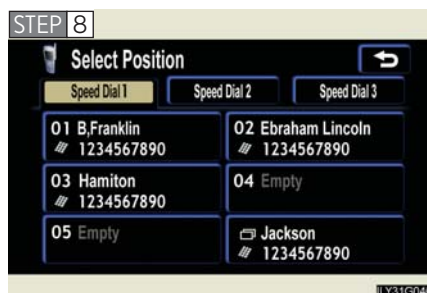 STEP 8
Select Position
Speed Dial 1 Speed Dial 2 Speed Dial 3
01 B,Franklin
1234567890
02 Ebraham Lincoln
1234567890
03 Hamiton
1234567890
04 Empty
05 Empty
Jackson
1234567890